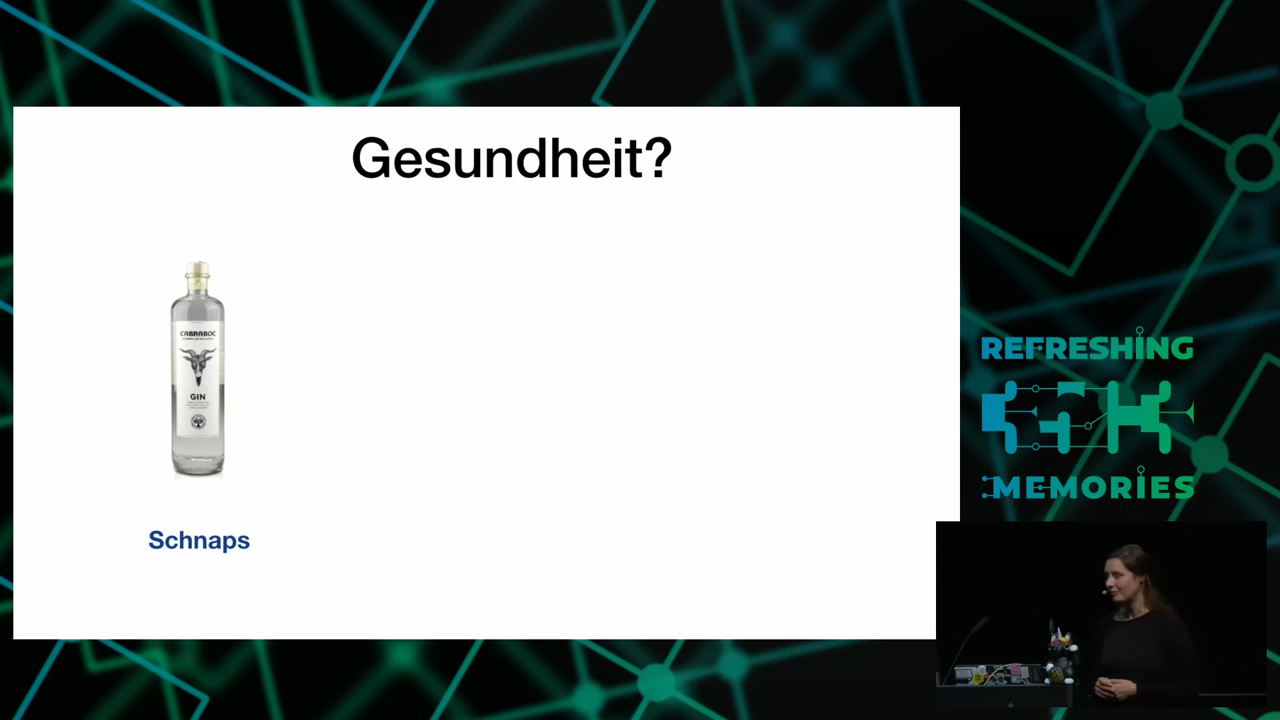 Gesundheit?
CABRABOC
GIN
Schnaps
REFRESHING
MEMORIES